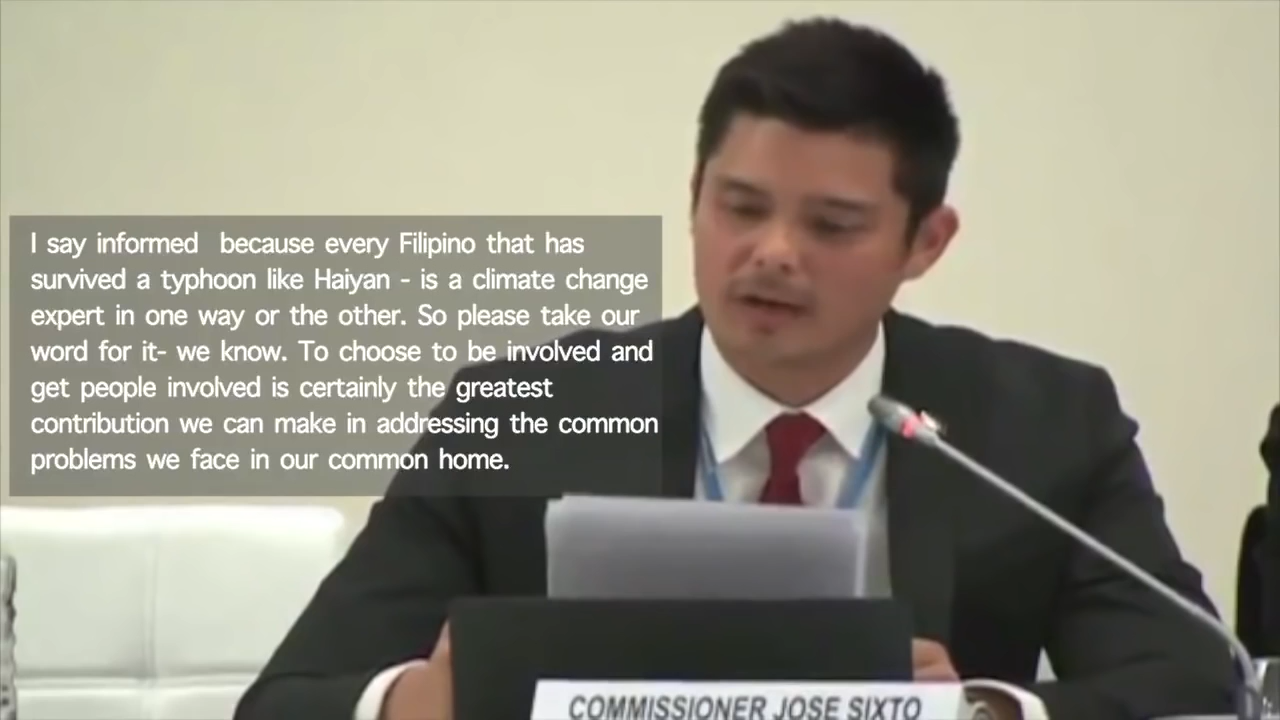 I say informed  because every Filipino that has
survived a typhoon like Haiyan - is a climate change
expert in one way or the other. So please take our
word for it- we know. To choose to be involved and
get people involved is certainly the greatest
contribution we can make in addressing the common
problems we face in our common home.
COMMISSIONER JOSE SIXTO